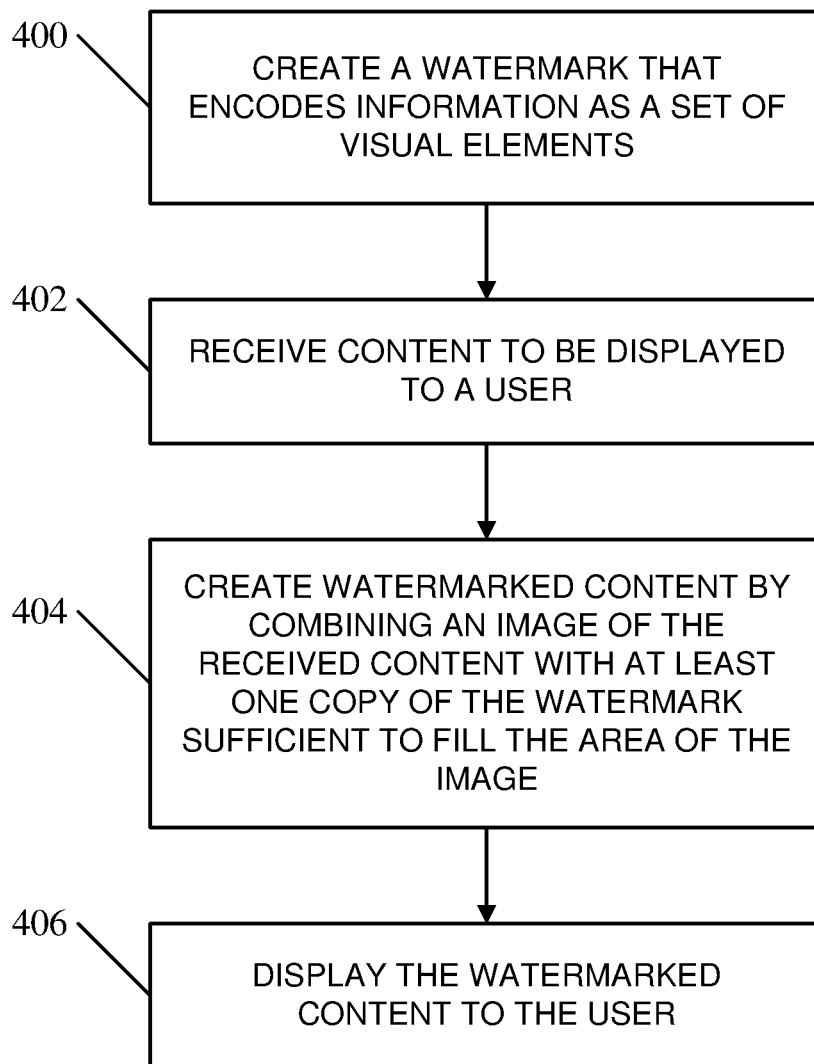 400
CREATE A WATERMARK THAT
ENCODES INFORMATION AS A SET OF
VISUAL ELEMENTS
402
RECEIVE CONTENT TO BE DISPLAYED
TO A USER
404
CREATE WATERMARKED CONTENT BY
COMBINING AN IMAGE OF THE
RECEIVED CONTENT WITH AT LEAST
ONE COPY OF THE WATERMARK
SUFFICIENT TO FILL THE AREA OF THE
IMAGE
406
DISPLAY THE WATERMARKED
CONTENT TO THE USER